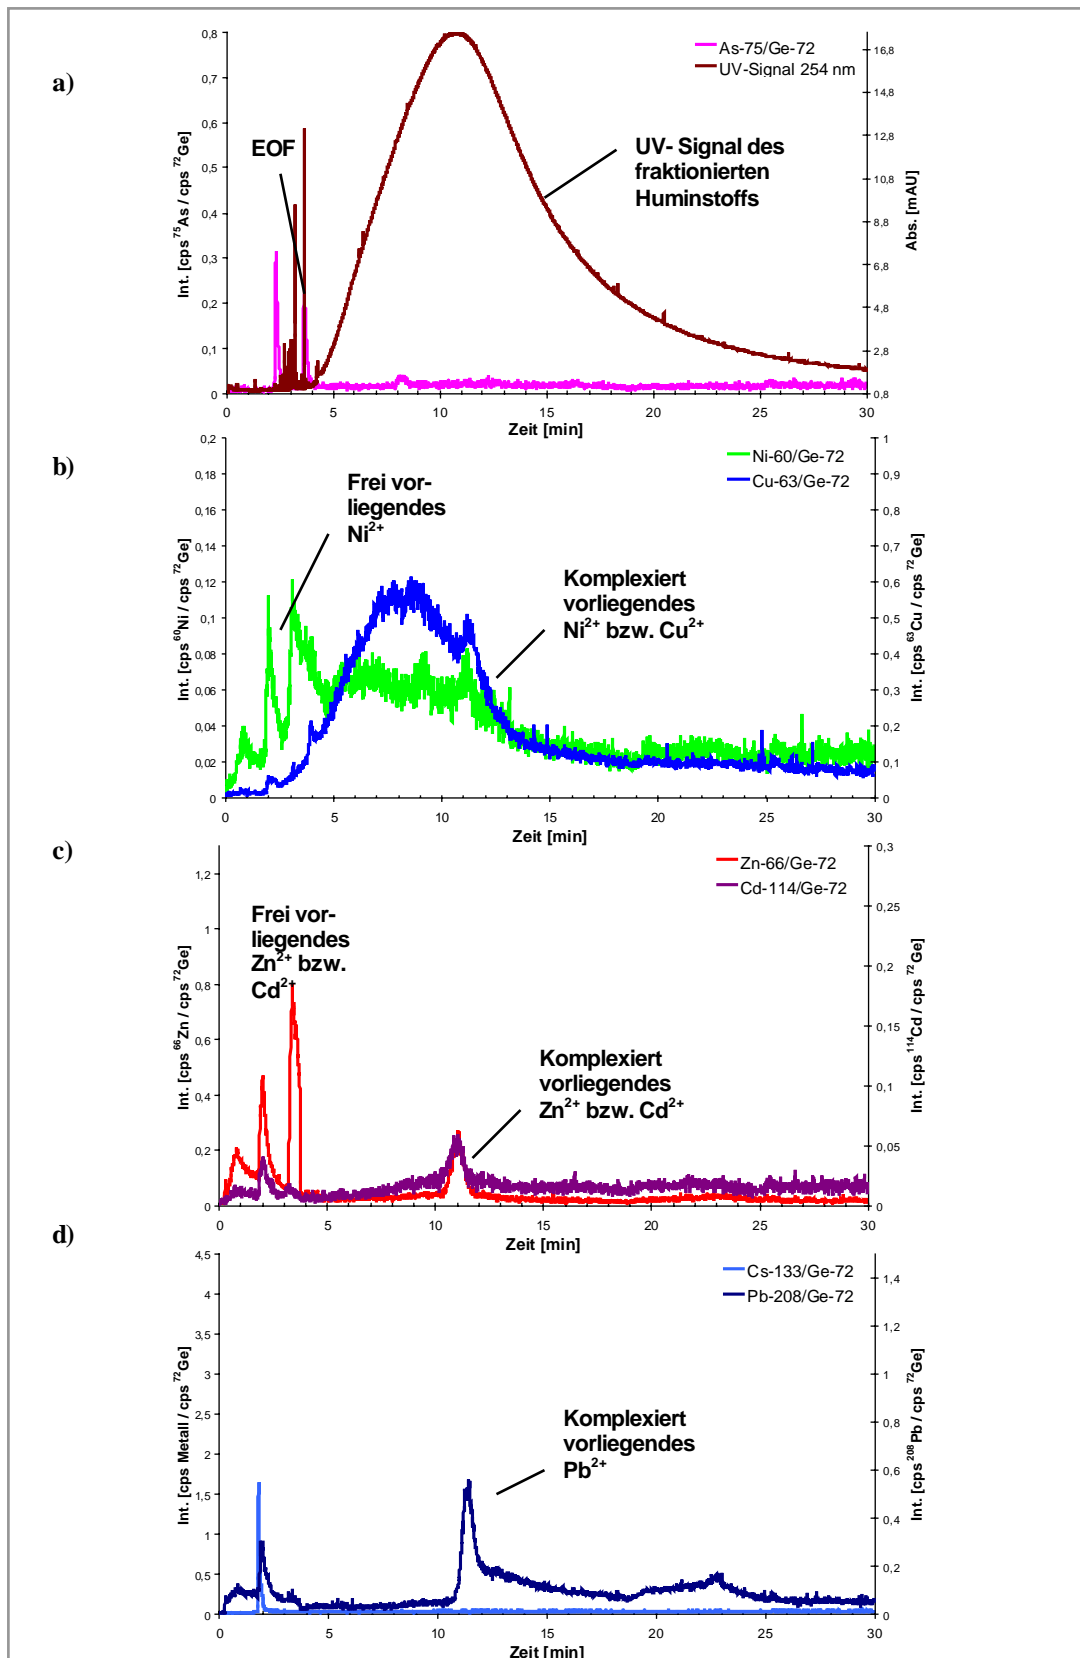 a)
As-75/Ge-72
UV-Signal 254 nm
EOF
UV- Signal des
fraktionierten
Huminstoffs
Int. [cps ⁷⁵As / cps ⁷²Ge]
0,8
0,7
0,6
0,5
0,4
0,3
0,2
0,1
0
Abs. [mAU]
16,8
14,8
12,8
10,8
8,8
6,8
4,8
2,8
0,8
0 5 10 15 20 25 30
Zeit [min]
b)
Ni-60/Ge-72
Cu-63/Ge-72
Frei vor-
liegendes
Ni²⁺
Komplexiert
vorliegendes
Ni²⁺ bzw. Cu²⁺
Int. [cps ⁶⁰Ni / cps ⁷²Ge]
0,2
0,18
0,16
0,14
0,12
0,1
0,08
0,06
0,04
0,02
0
Int. [cps ⁶³Cu / cps ⁷²Ge]
1
0,9
0,8
0,7
0,6
0,5
0,4
0,3
0,2
0,1
0
0 5 10 15 20 25 30
Zeit [min]
c)
Zn-66/Ge-72
Cd-114/Ge-72
Frei vor-
liegendes
Zn²⁺ bzw.
Cd²⁺
Komplexiert
vorliegendes
Zn²⁺ bzw. Cd²⁺
Int. [cps ⁶⁶Zn / cps ⁷²Ge]
1,2
1
0,8
0,6
0,4
0,2
0
Int. [cps ¹¹⁴Cd / cps ⁷²Ge]
0,3
0,25
0,2
0,15
0,1
0,05
0
0 5 10 15 20 25 30
Zeit [min]
d)
Cs-133/Ge-72
Pb-208/Ge-72
Komplexiert
vorliegendes
Pb²⁺
Int. [cps Metall / cps ⁷²Ge]
4,5
4
3,5
3
2,5
2
1,5
1
0,5
0
Int. [cps ²⁰⁸Pb / cps ⁷²Ge]
1,4
1,2
1
0,8
0,6
0,4
0,2
0
0 5 10 15 20 25 30
Zeit [min]